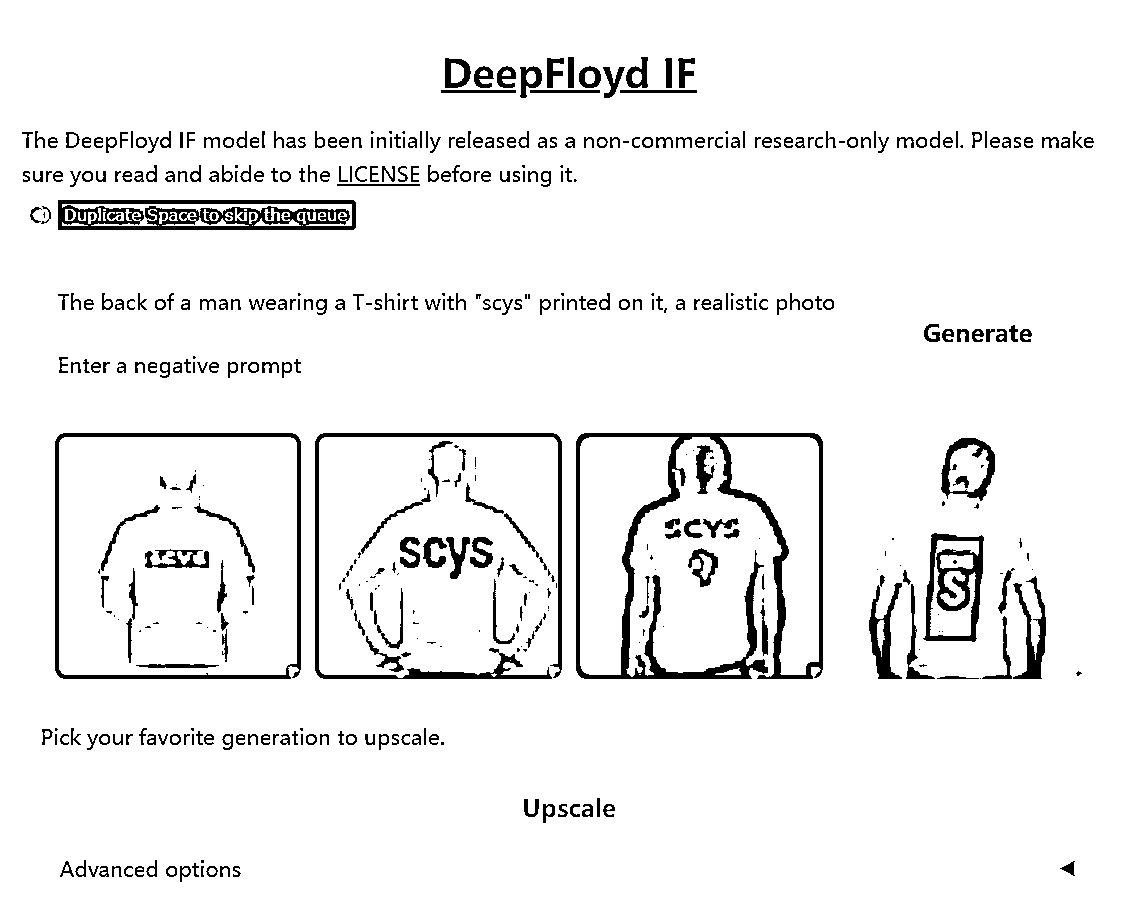 DeepFloyd IF
The DeepFloyd IF model has been initially released as a non-commercial research-only model. Please make
sure you read and abide to the LICENSE before using it.
Duplicate Space to skip the queue
The back of a man wearing a T-shirt with "scys" printed on it, a realistic photo
Generate
Enter a negative prompt
scys
scys
SCYS
S
Pick your favorite generation to upscale.
Upscale
Advanced options